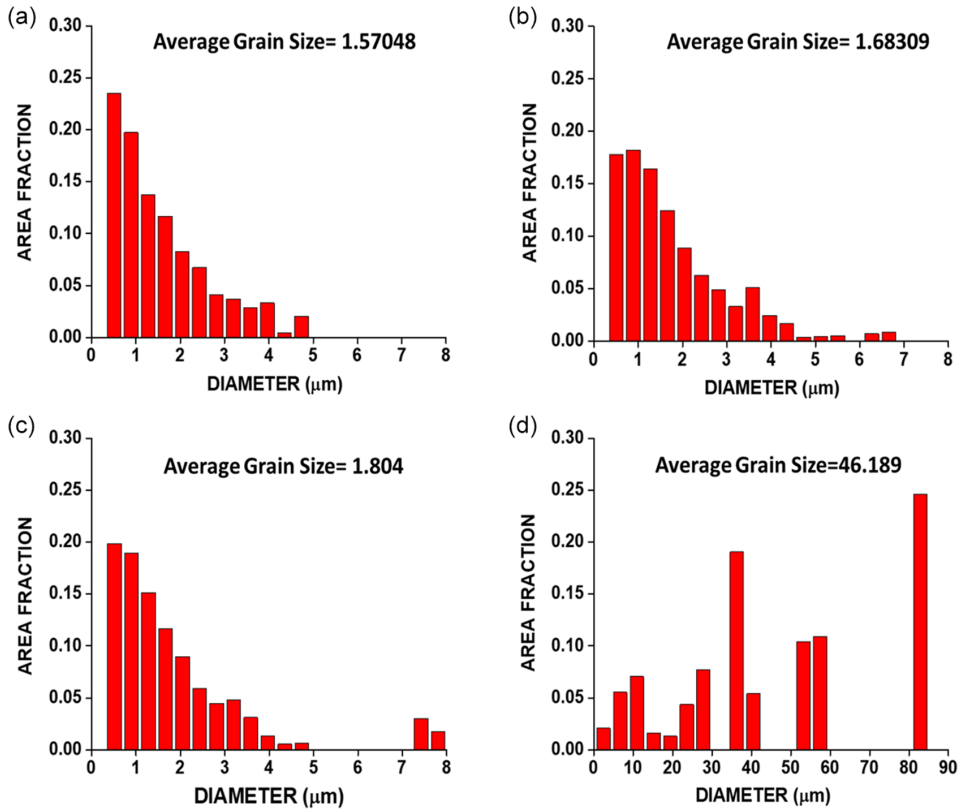 (a)
Average Grain Size= 1.57048
AREA FRACTION
0.30
0.25
0.20
0.15
0.10
0.05
0.00
0 1 2 3 4 5 6 7 8
DIAMETER (μm)
(b)
Average Grain Size= 1.68309
AREA FRACTION
0.30
0.25
0.20
0.15
0.10
0.05
0.00
0 1 2 3 4 5 6 7 8
DIAMETER (μm)
(c)
Average Grain Size= 1.804
AREA FRACTION
0.30
0.25
0.20
0.15
0.10
0.05
0.00
0 1 2 3 4 5 6 7 8
DIAMETER (μm)
(d)
Average Grain Size=46.189
AREA FRACTION
0.30
0.25
0.20
0.15
0.10
0.05
0.00
0 10 20 30 40 50 60 70 80 90
DIAMETER (μm)